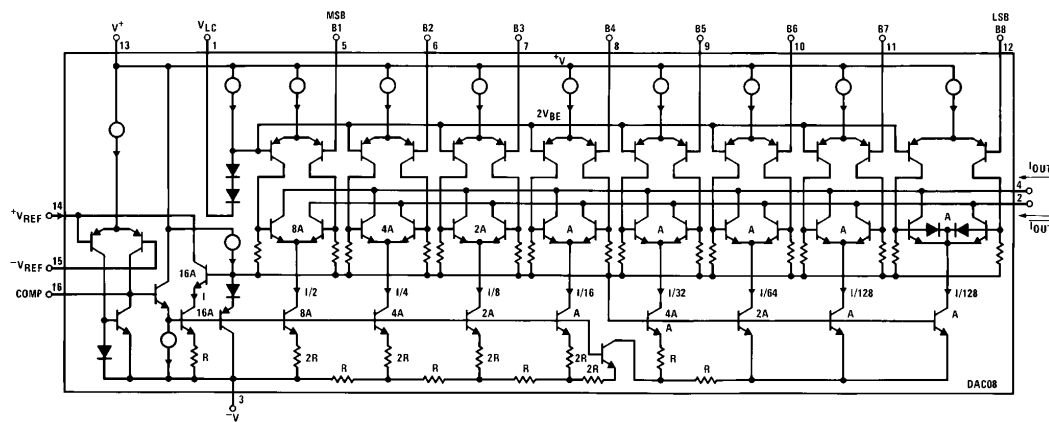 V+ VLC MSB B1 B2 B3 B4 B5 B6 B7 LSB B8
13 1 5 6 7 8 9 10 11 12
+V
2VBE
IOUT
4
2
IOUT
+VREF 14
-VREF 15
COMP 16
8A 4A 2A A A A A A
16A
I I/2 I/4 I/8 I/16 I/32 I/64 I/128 I/128
16A 8A 4A 2A A 4A 2A A A
A
R 2R 2R 2R 2R R
R R R 2R R
3
-V
DAC08